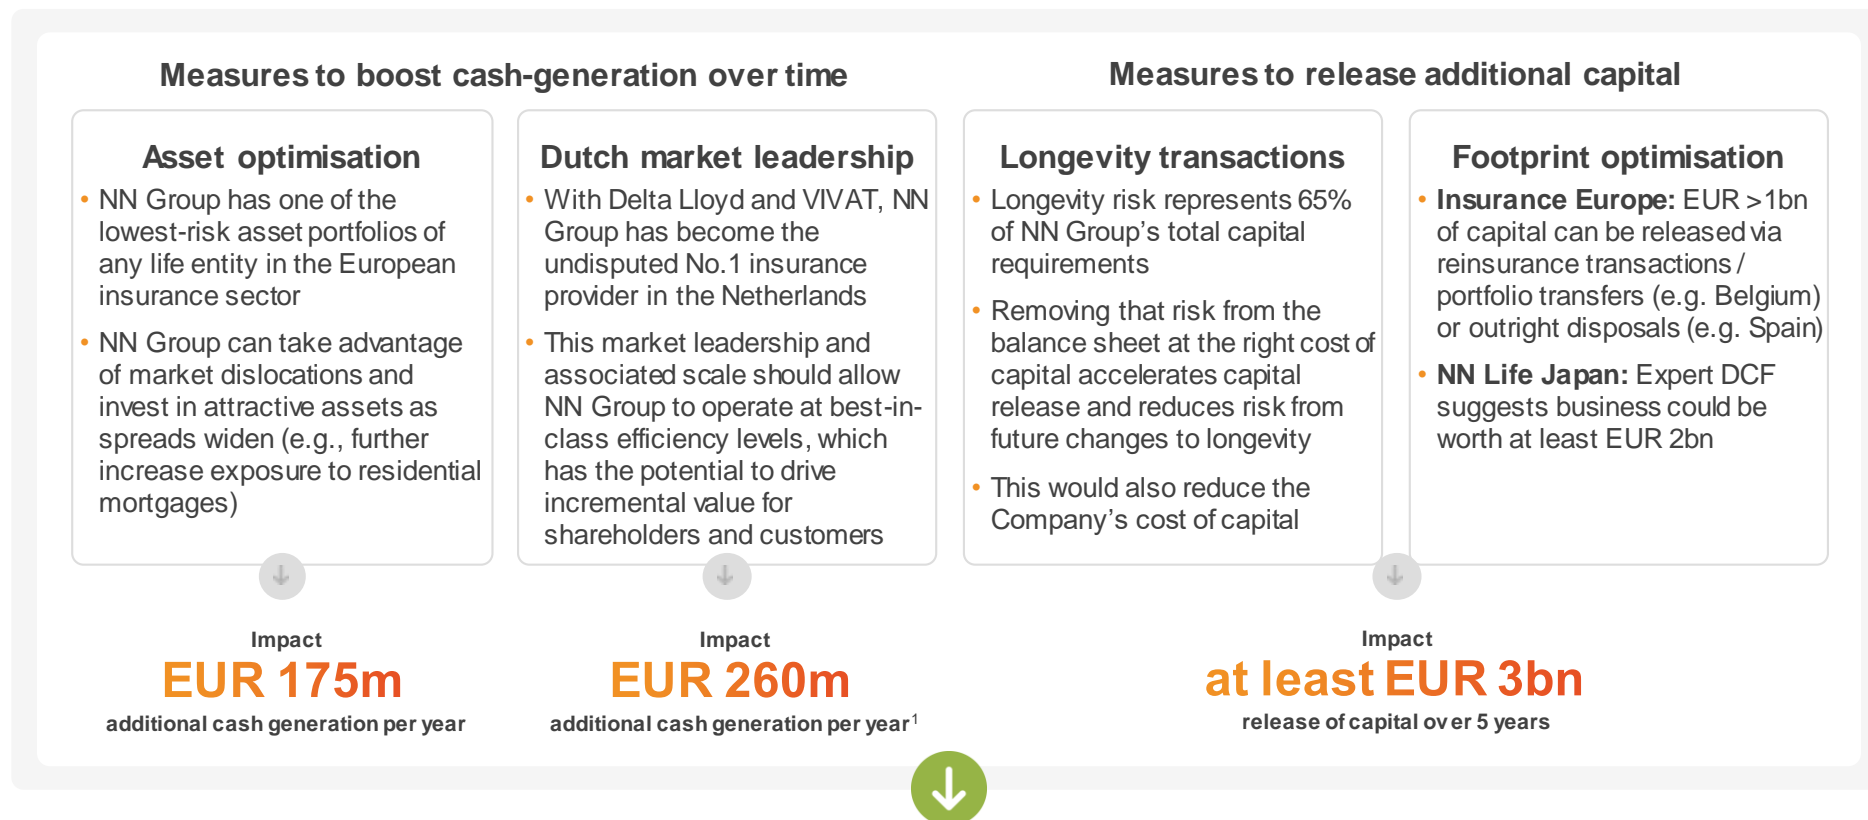 Measures to boost cash-generation over time
Measures to release additional capital
Asset optimisation
• NN Group has one of the
lowest-risk asset portfolios of
any life entity in the European
insurance sector
• NN Group can take advantage
of market dislocations and
invest in attractive assets as
spreads widen (e.g., further
increase exposure to residential
mortgages)
Impact
EUR 175m
additional cash generation per year
Dutch market leadership
• With Delta Lloyd and VIVAT, NN
Group has become the
undisputed No.1 insurance
provider in the Netherlands
• This market leadership and
associated scale should allow
NN Group to operate at best-in-
class efficiency levels, which
has the potential to drive
incremental value for
shareholders and customers
Impact
EUR 260m
additional cash generation per year¹
Longevity transactions
• Longevity risk represents 65%
of NN Group’s total capital
requirements
• Removing that risk from the
balance sheet at the right cost of
capital accelerates capital
release and reduces risk from
future changes to longevity
• This would also reduce the
Company’s cost of capital
Footprint optimisation
• Insurance Europe: EUR >1bn
of capital can be released via
reinsurance transactions /
portfolio transfers (e.g. Belgium)
or outright disposals (e.g. Spain)
• NN Life Japan: Expert DCF
suggests business could be
worth at least EUR 2bn
Impact
at least EUR 3bn
release of capital over 5 years